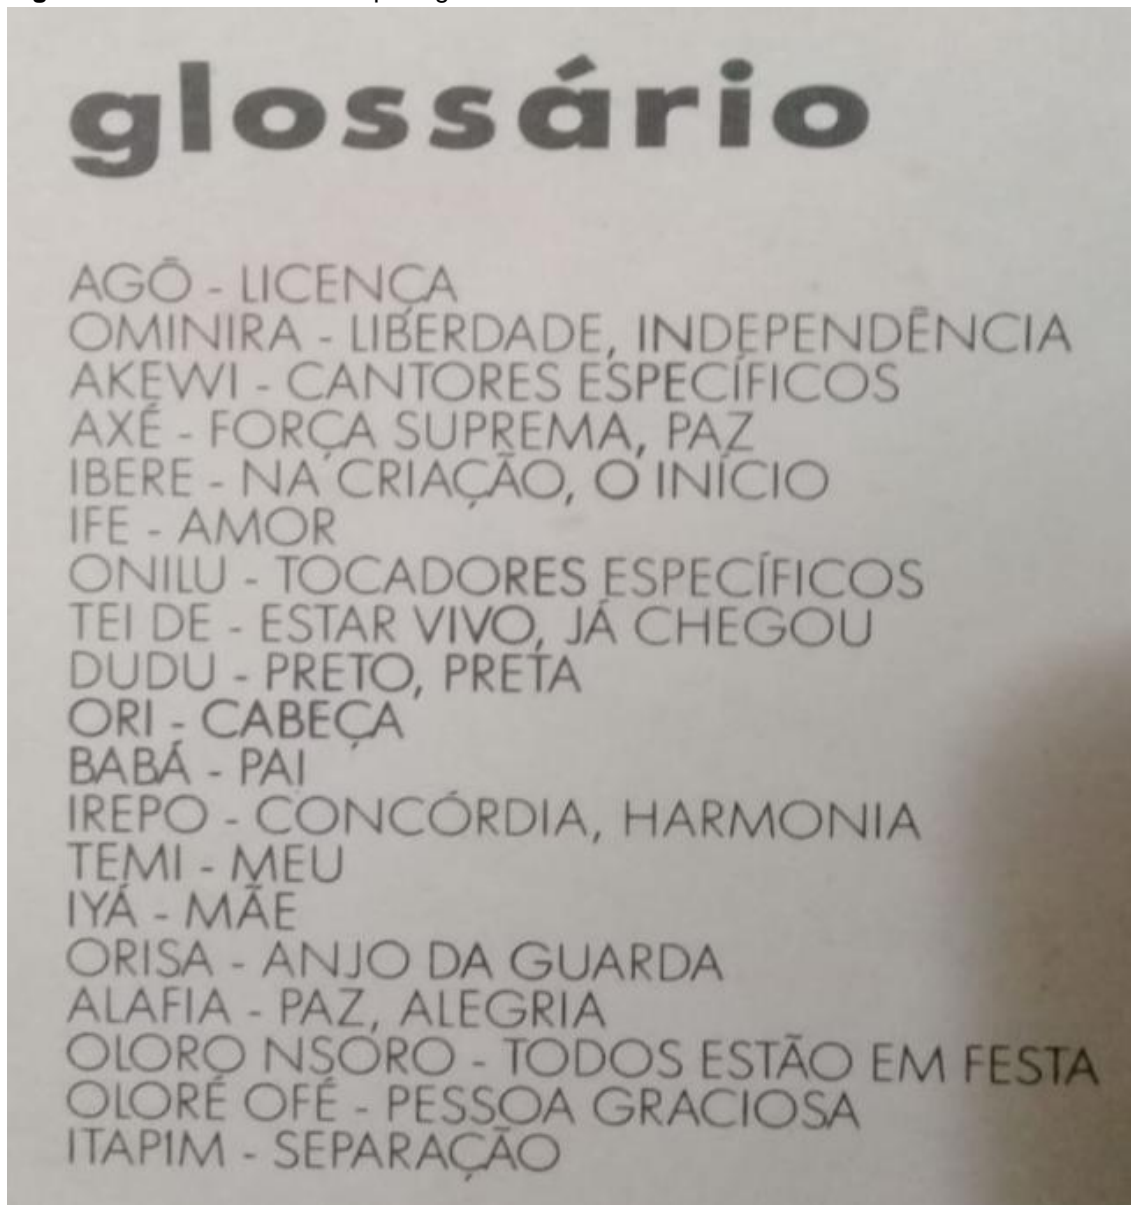 glossário
AGÔ - LICENÇA
OMINIRA - LIBERDADE, INDEPENDÊNCIA
AKEWI - CANTORES ESPECÍFICOS
AXÉ - FORÇA SUPREMA, PAZ
IBERE - NA CRIAÇÃO, O INÍCIO
IFE - AMOR
ONILU - TOCADORES ESPECÍFICOS
TEI DE - ESTAR VIVO, JÁ CHEGOU
DUDU - PRETO, PRETA
ORI - CABEÇA
BABÁ - PAI
IREPO - CONCÓRDIA, HARMONIA
TEMI - MEU
IYÁ - MÃE
ORISA - ANJO DA GUARDA
ALAFIA - PAZ, ALEGRIA
OLORO NSORO - TODOS ESTÃO EM FESTA
OLORÉ OFÉ - PESSOA GRACIOSA
ITAPIM - SEPARAÇÃO